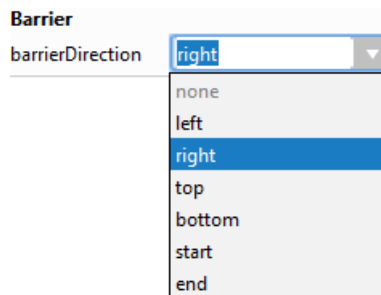 Barrier
barrierDirection right
none
left
right
top
bottom
start
end